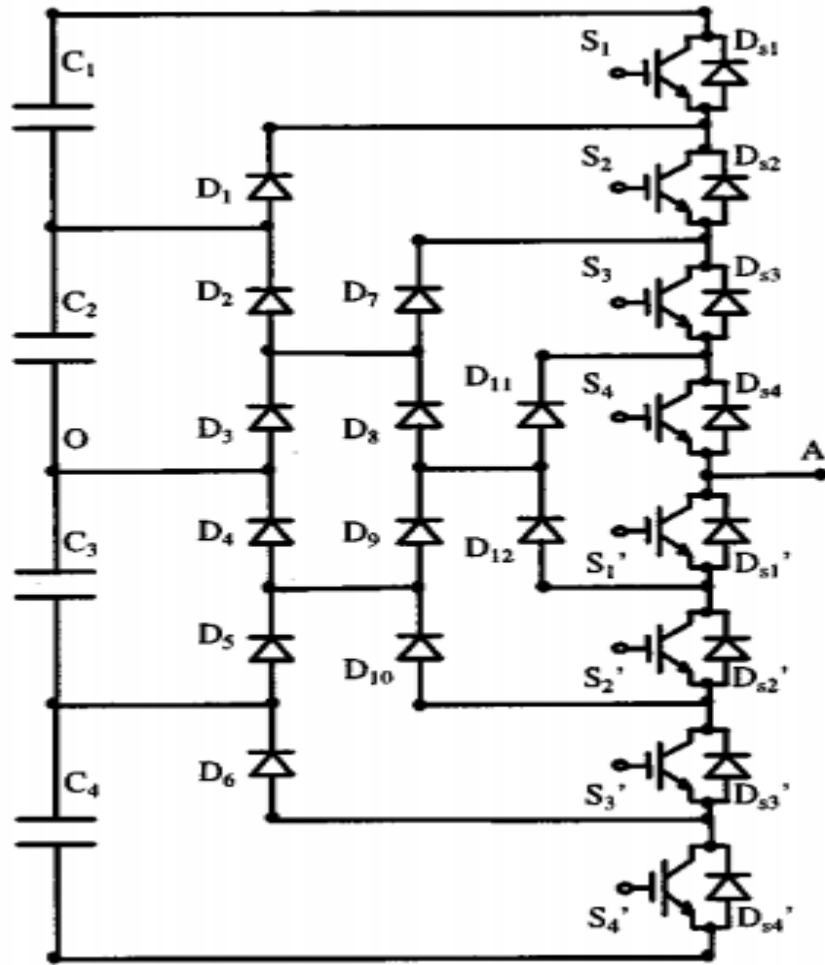 S₁
Dₛ₁
C₁
S₂
Dₛ₂
D₁
S₃
Dₛ₃
C₂
D₂
D₇
S₄
Dₛ₄
D₁₁
O
D₃
D₈
A
C₃
D₄
D₉
D₁₂
S₁’
Dₛ₁’
D₅
D₁₀
S₂’
Dₛ₂’
C₄
D₆
S₃’
Dₛ₃’
S₄’
Dₛ₄’